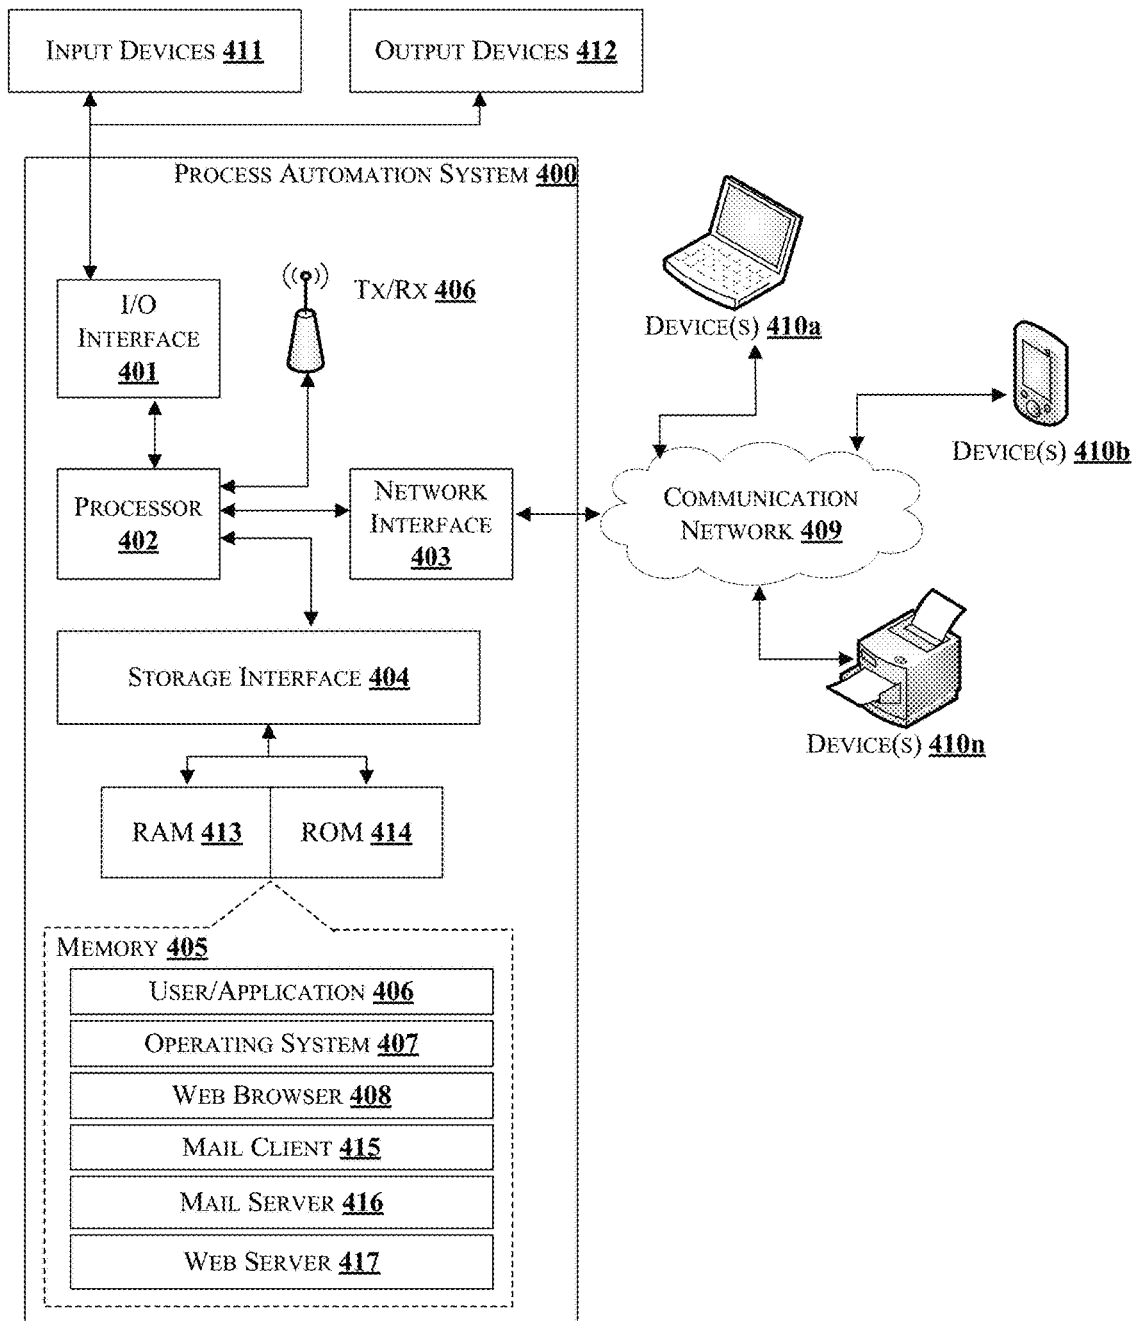 INPUT DEVICES 411
OUTPUT DEVICES 412
PROCESS AUTOMATION SYSTEM 400
I/O
INTERFACE
401
TX/RX 406
DEVICE(S) 410a
DEVICE(S) 410b
PROCESSOR
402
NETWORK
INTERFACE
403
COMMUNICATION
NETWORK 409
STORAGE INTERFACE 404
DEVICE(S) 410n
RAM 413
ROM 414
MEMORY 405
USER/APPLICATION 406
OPERATING SYSTEM 407
WEB BROWSER 408
MAIL CLIENT 415
MAIL SERVER 416
WEB SERVER 417